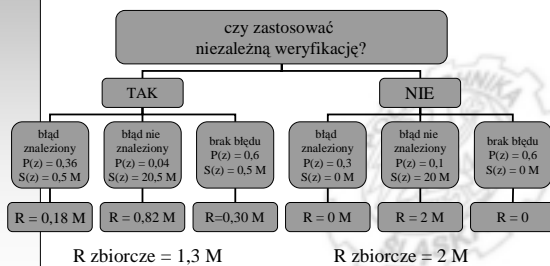 czy zastosować
niezależną weryfikację?
TAK
NIE
błąd
znaleziony
P(z) = 0,36
S(z) = 0,5 M
błąd nie
znaleziony
P(z) = 0,04
S(z) = 20,5 M
brak błędu
P(z) = 0,6
S(z) = 0,5 M
błąd
znaleziony
P(z) = 0,3
S(z) = 0 M
błąd nie
znaleziony
P(z) = 0,1
S(z) = 20 M
brak błędu
P(z) = 0,6
S(z) = 0 M
R = 0,18 M
R = 0,82 M
R=0,30 M
R = 0 M
R = 2 M
R = 0
R zbiorcze = 1,3 M
R zbiorcze = 2 M